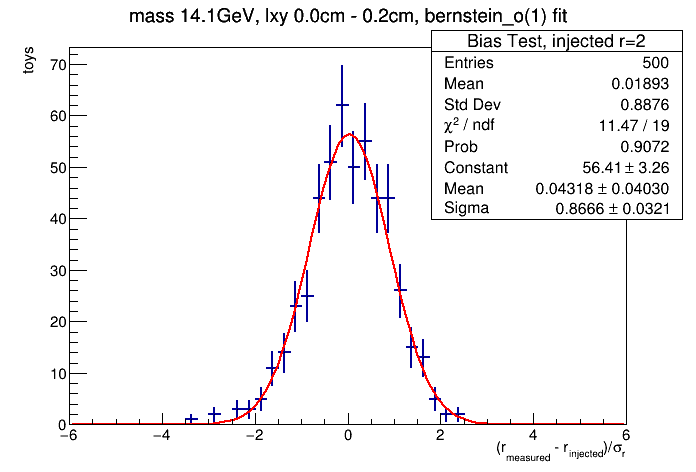 mass 14.1GeV, lxy 0.0cm - 0.2cm, bernstein_o(1) fit
toys
Bias Test, injected r=2
Entries 500
Mean 0.01893
Std Dev 0.8876
χ² / ndf 11.47 / 19
Prob 0.9072
Constant 56.41 ± 3.26
Mean 0.04318 ± 0.04030
Sigma 0.8666 ± 0.0321
70
60
50
40
30
20
10
0
−6 −4 −2 0 2 4 6
(r_measured - r_injected)/σ_r